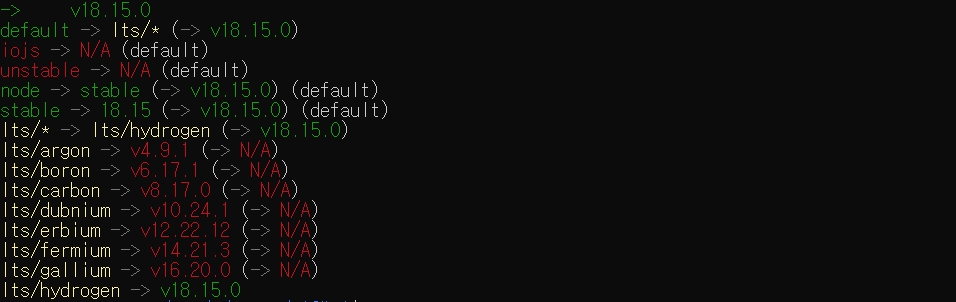 ->     v18.15.0
default -> lts/* (-> v18.15.0)
iojs -> N/A (default)
unstable -> N/A (default)
node -> stable (-> v18.15.0) (default)
stable -> 18.15 (-> v18.15.0) (default)
lts/* -> lts/hydrogen (-> v18.15.0)
lts/argon -> v4.9.1 (-> N/A)
lts/boron -> v6.17.1 (-> N/A)
lts/carbon -> v8.17.0 (-> N/A)
lts/dubnium -> v10.24.1 (-> N/A)
lts/erbium -> v12.22.12 (-> N/A)
lts/fermium -> v14.21.3 (-> N/A)
lts/gallium -> v16.20.0 (-> N/A)
lts/hydrogen -> v18.15.0